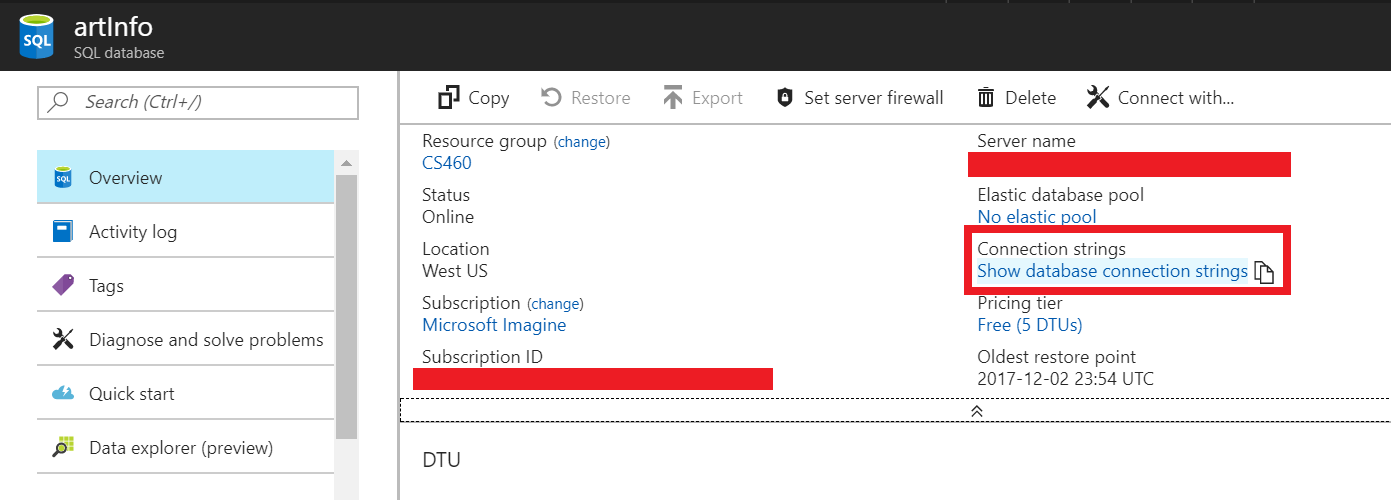 artInfo
SQL
SQL database
Search (Ctrl+/)
Copy
Restore
Export
Set server firewall
Delete
Connect with...
SQL
Overview
Activity log
Tags
Diagnose and solve problems
Quick start
Data explorer (preview)
Resource group (change)
CS460
Status
Online
Location
West US
Subscription (change)
Microsoft Imagine
Subscription ID
Server name
Elastic database pool
No elastic pool
Connection strings
Show database connection strings
Pricing tier
Free (5 DTUs)
Oldest restore point
2017-12-02 23:54 UTC
DTU